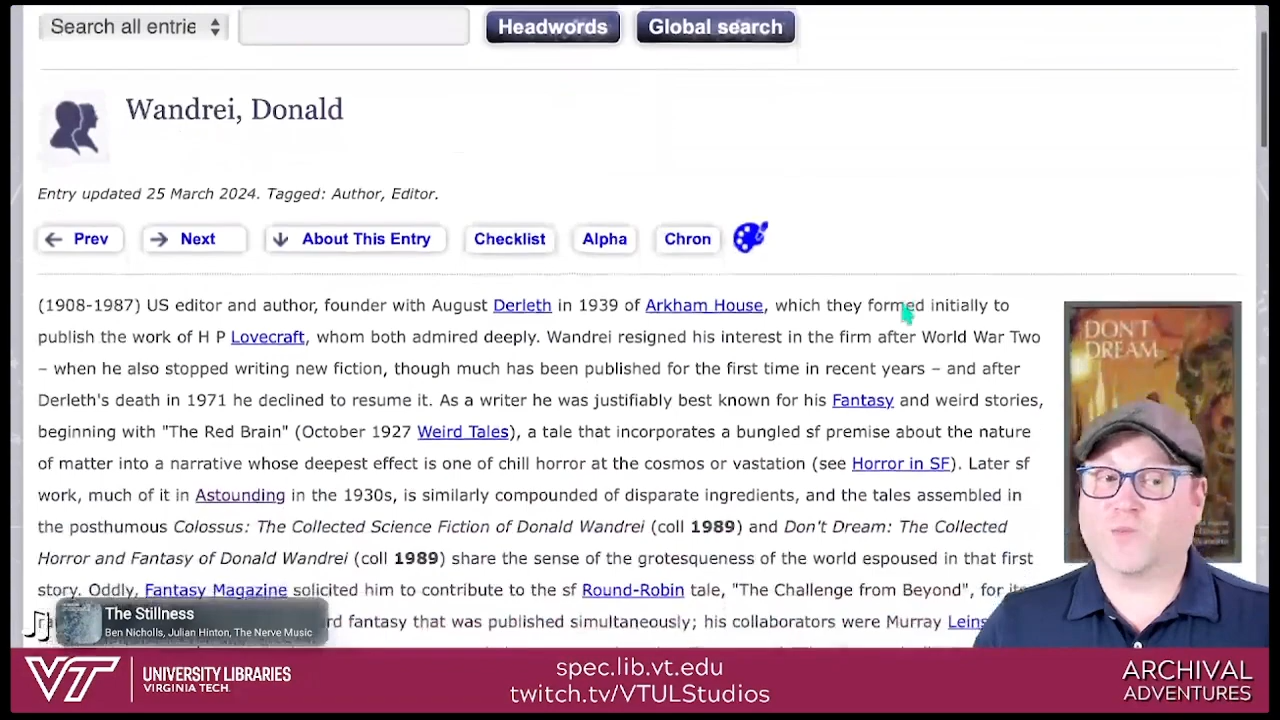 Search all entrie
Headwords
Global search
Wandrei, Donald
Entry updated 25 March 2024. Tagged: Author, Editor.
Prev
Next
About This Entry
Checklist
Alpha
Chron
(1908-1987) US editor and author, founder with August Derleth in 1939 of Arkham House, which they formed initially to
publish the work of H P Lovecraft, whom both admired deeply. Wandrei resigned his interest in the firm after World War Two
– when he also stopped writing new fiction, though much has been published for the first time in recent years – and after
Derleth's death in 1971 he declined to resume it. As a writer he was justifiably best known for his Fantasy and weird stories,
beginning with "The Red Brain" (October 1927 Weird Tales), a tale that incorporates a bungled sf premise about the nature
of matter into a narrative whose deepest effect is one of chill horror at the cosmos or vastation (see Horror in SF). Later sf
work, much of it in Astounding in the 1930s, is similarly compounded of disparate ingredients, and the tales assembled in
the posthumous Colossus: The Collected Science Fiction of Donald Wandrei (coll 1989) and Don't Dream: The Collected
Horror and Fantasy of Donald Wandrei (coll 1989) share the sense of the grotesqueness of the world espoused in that first
story. Oddly, Fantasy Magazine solicited him to contribute to the sf Round-Robin tale, "The Challenge from Beyond", for its
rd fantasy that was published simultaneously; his collaborators were Murray Leins
DON'T
DREAM
The Stillness
Ben Nicholls, Julian Hinton, The Nerve Music
VT
UNIVERSITY LIBRARIES
VIRGINIA TECH.
spec.lib.vt.edu
twitch.tv/VTULStudios
ARCHIVAL
ADVENTURES